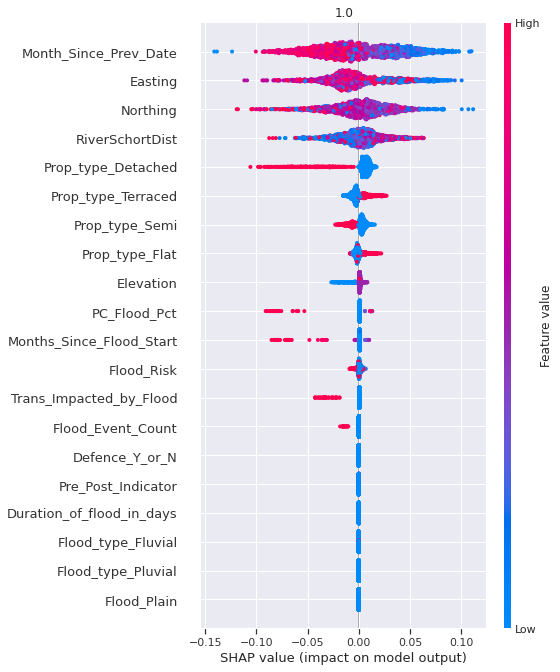 1.0
High
Month_Since_Prev_Date
Easting
Northing
RiverSchortDist
Prop_type_Detached
Prop_type_Terraced
Prop_type_Semi
Prop_type_Flat
Elevation
PC_Flood_Pct
Months_Since_Flood_Start
Flood_Risk
Trans_Impacted_by_Flood
Flood_Event_Count
Defence_Y_or_N
Pre_Post_Indicator
Duration_of_flood_in_days
Flood_type_Fluvial
Flood_type_Pluvial
Flood_Plain
Feature value
Low
−0.15 −0.10 −0.05 0.00 0.05 0.10
SHAP value (impact on model output)